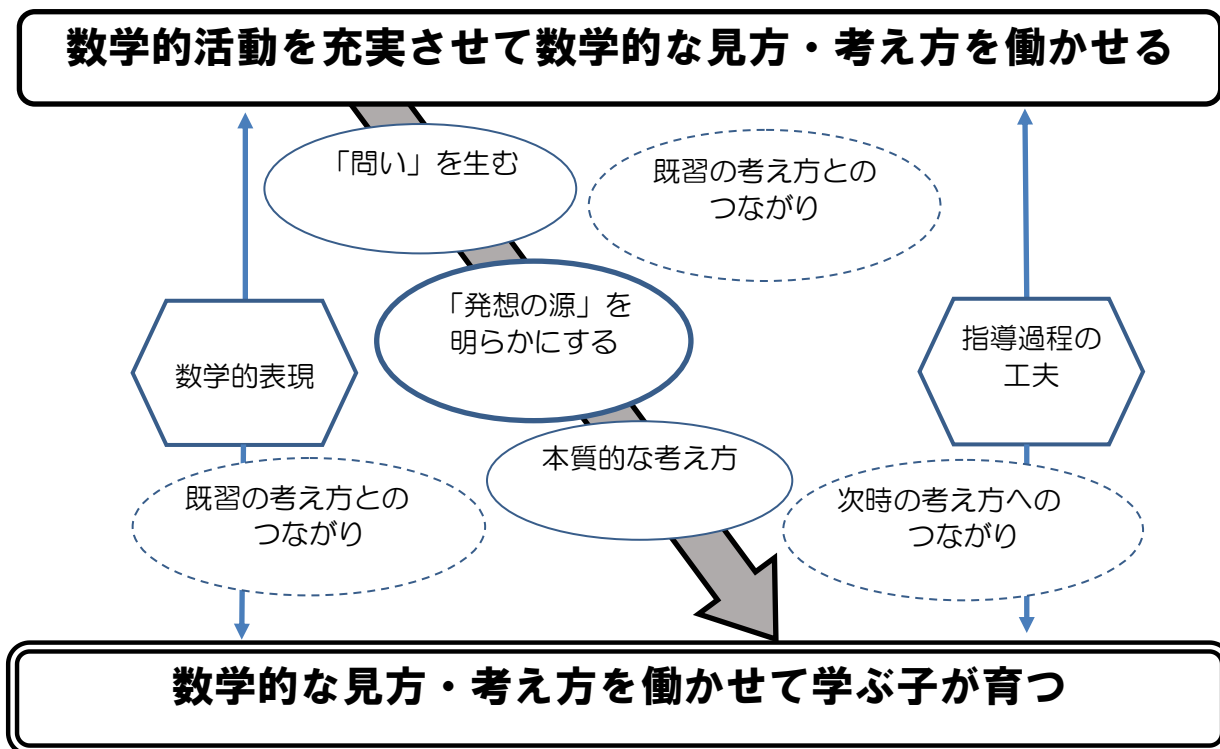 数学的活動を充実させて数学的な見方・考え方を働かせる
「問い」を生む
既習の考え方との
つながり
「発想の源」を
明らかにする
数学的表現
指導過程の
工夫
本質的な考え方
既習の考え方との
つながり
次時の考え方への
つながり
数学的な見方・考え方を働かせて学ぶ子が育つ